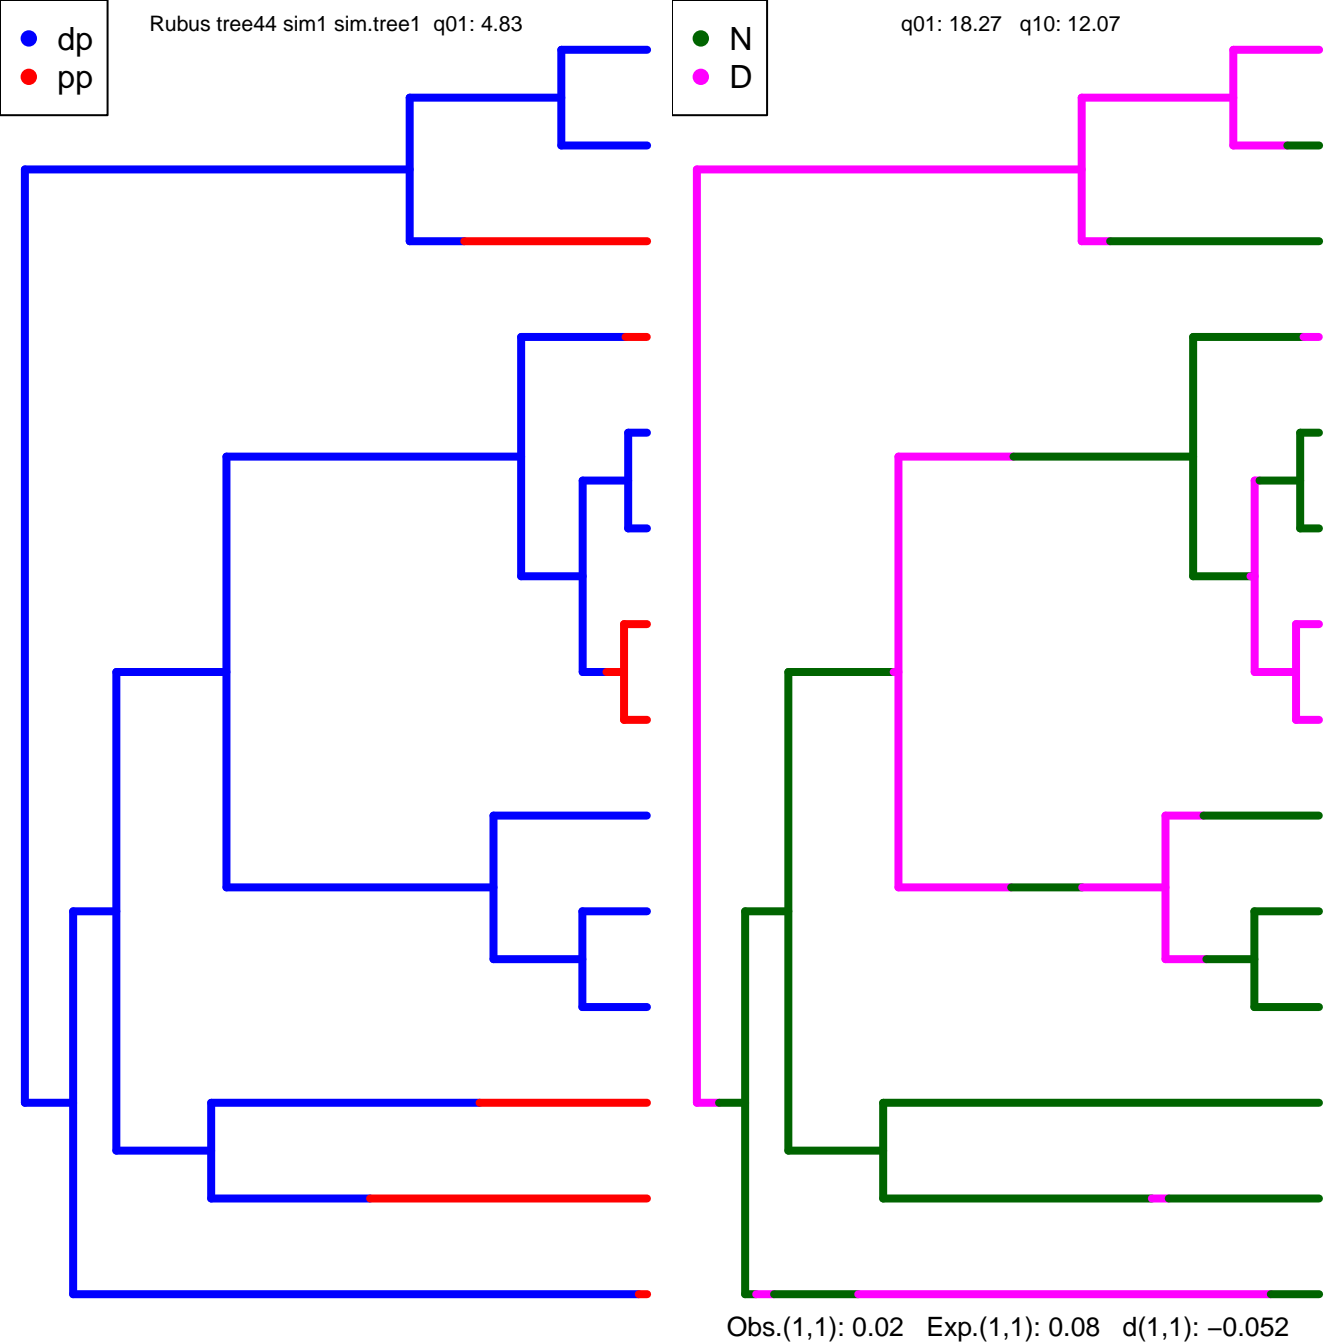 Rubus tree44 sim1 sim.tree1 q01: 4.83
dp
pp
q01: 18.27 q10: 12.07
N
D
Obs.(1,1): 0.02 Exp.(1,1): 0.08 d(1,1): −0.052